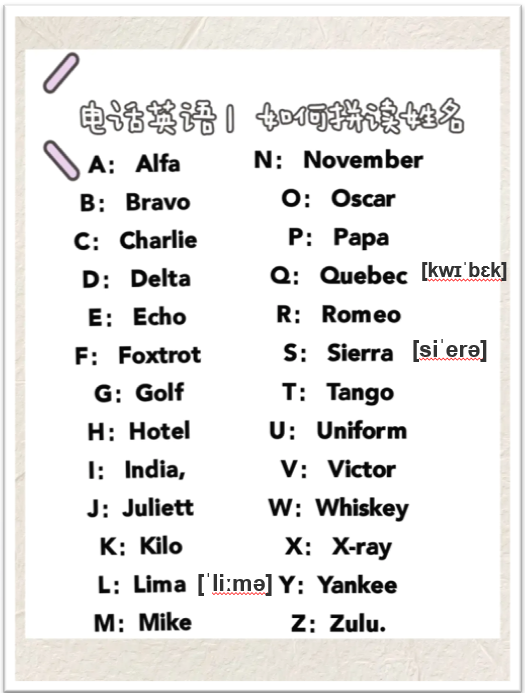 电话英语| 如何拼读姓名
A: Alfa
B: Bravo
C: Charlie
D: Delta
E: Echo
F: Foxtrot
G: Golf
H: Hotel
I: India,
J: Juliett
K: Kilo
L: Lima [ˈliːmə]
M: Mike
N: November
O: Oscar
P: Papa
Q: Quebec [kwɪˈbɛk]
R: Romeo
S: Sierra [siˈerə]
T: Tango
U: Uniform
V: Victor
W: Whiskey
X: X-ray
Y: Yankee
Z: Zulu.